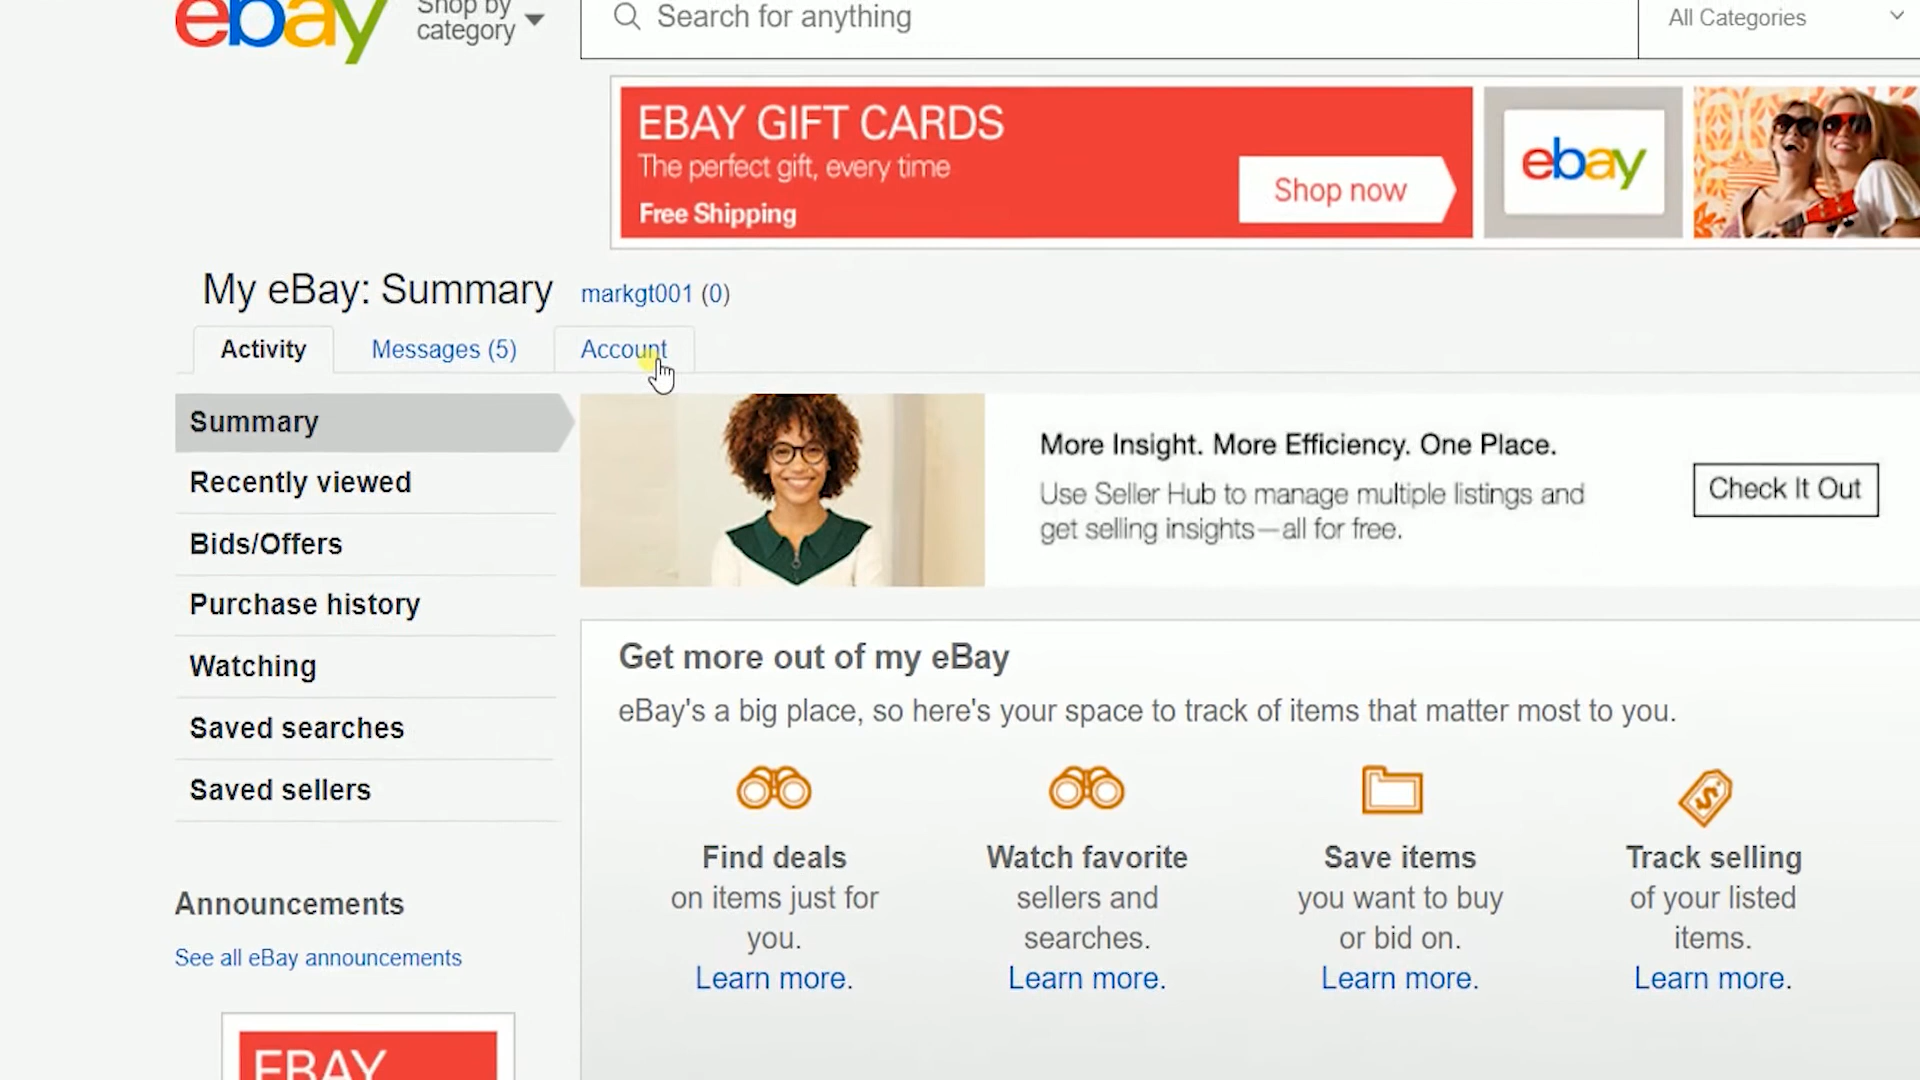 ebay
Shop by
category
Search for anything
All Categories
EBAY GIFT CARDS
The perfect gift, every time
Free Shipping
Shop now
ebay
My eBay: Summary markgt001 (0)
Activity
Messages (5)
Account
Summary
Recently viewed
Bids/Offers
Purchase history
Watching
Saved searches
Saved sellers
Announcements
See all eBay announcements
EBAY
More Insight. More Efficiency. One Place.
Use Seller Hub to manage multiple listings and
get selling insights—all for free.
Check It Out
Get more out of my eBay
eBay's a big place, so here's your space to track of items that matter most to you.
Find deals
on items just for
you.
Learn more.
Watch favorite
sellers and
searches.
Learn more.
Save items
you want to buy
or bid on.
Learn more.
Track selling
of your listed
items.
Learn more.